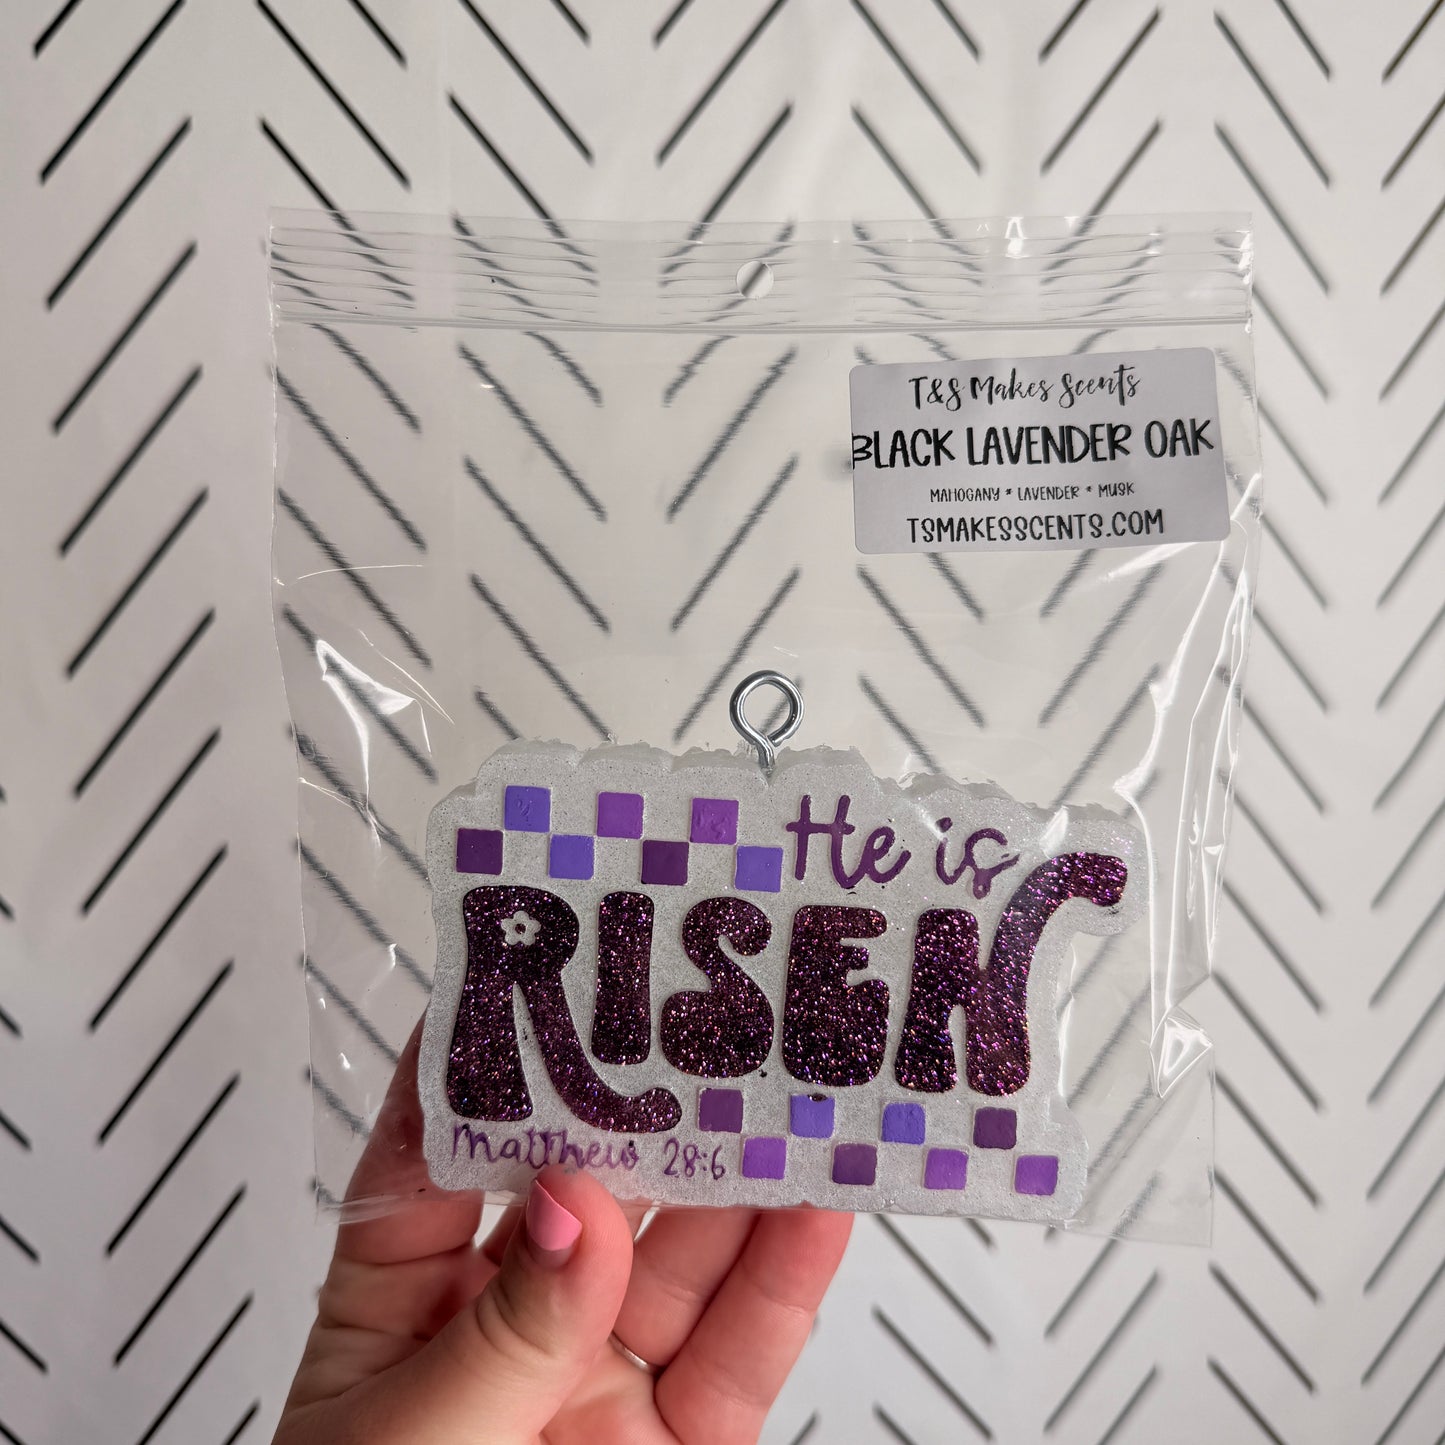 T&S Makes Scents
BLACK LAVENDER OAK
MAHOGANY * LAVENDER * MUSK
TSMAKESSCENTS.COM
He is
RISEN
Matthew 28:6